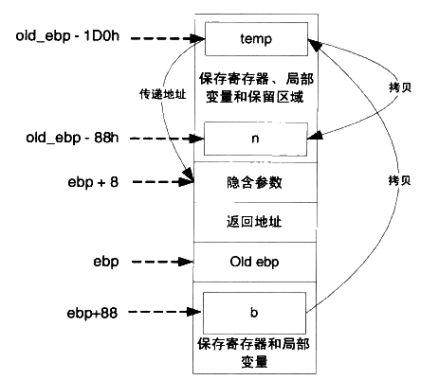 old_ebp - 1D0h
temp
保存寄存器、局部
变量和保留区域
传递地址
拷贝
old_ebp - 88h
n
ebp + 8
隐含参数
拷贝
返回地址
ebp
Old ebp
ebp+88
b
保存寄存器和局部
变量